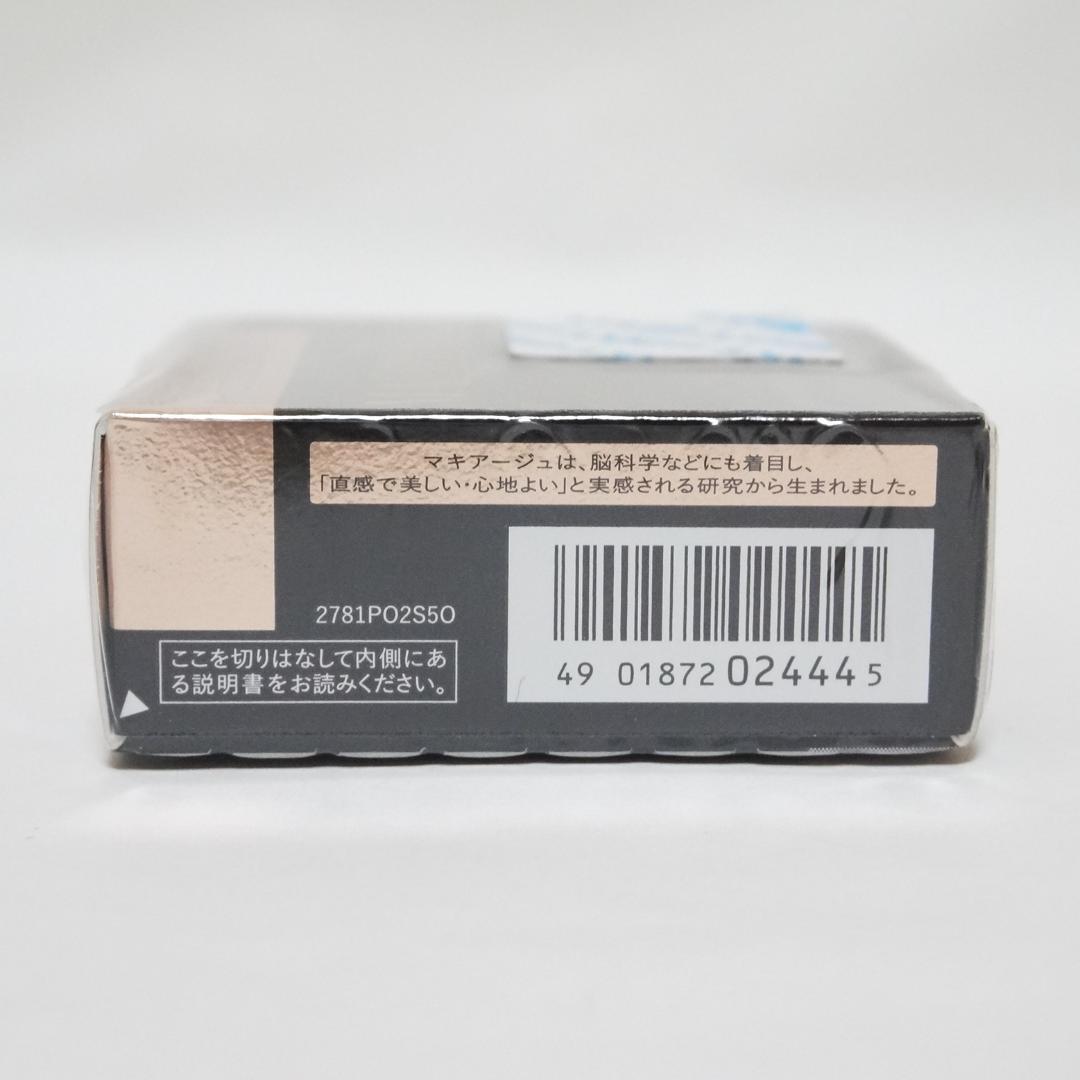 マキアージュは、脳科学などにも着目し、
「直感で美しい・心地よい」と実感される研究から生まれました。
2781PO2S5O
ここを切りはなして内側にあ
る説明書をお読みください。
49 01872 02444 5